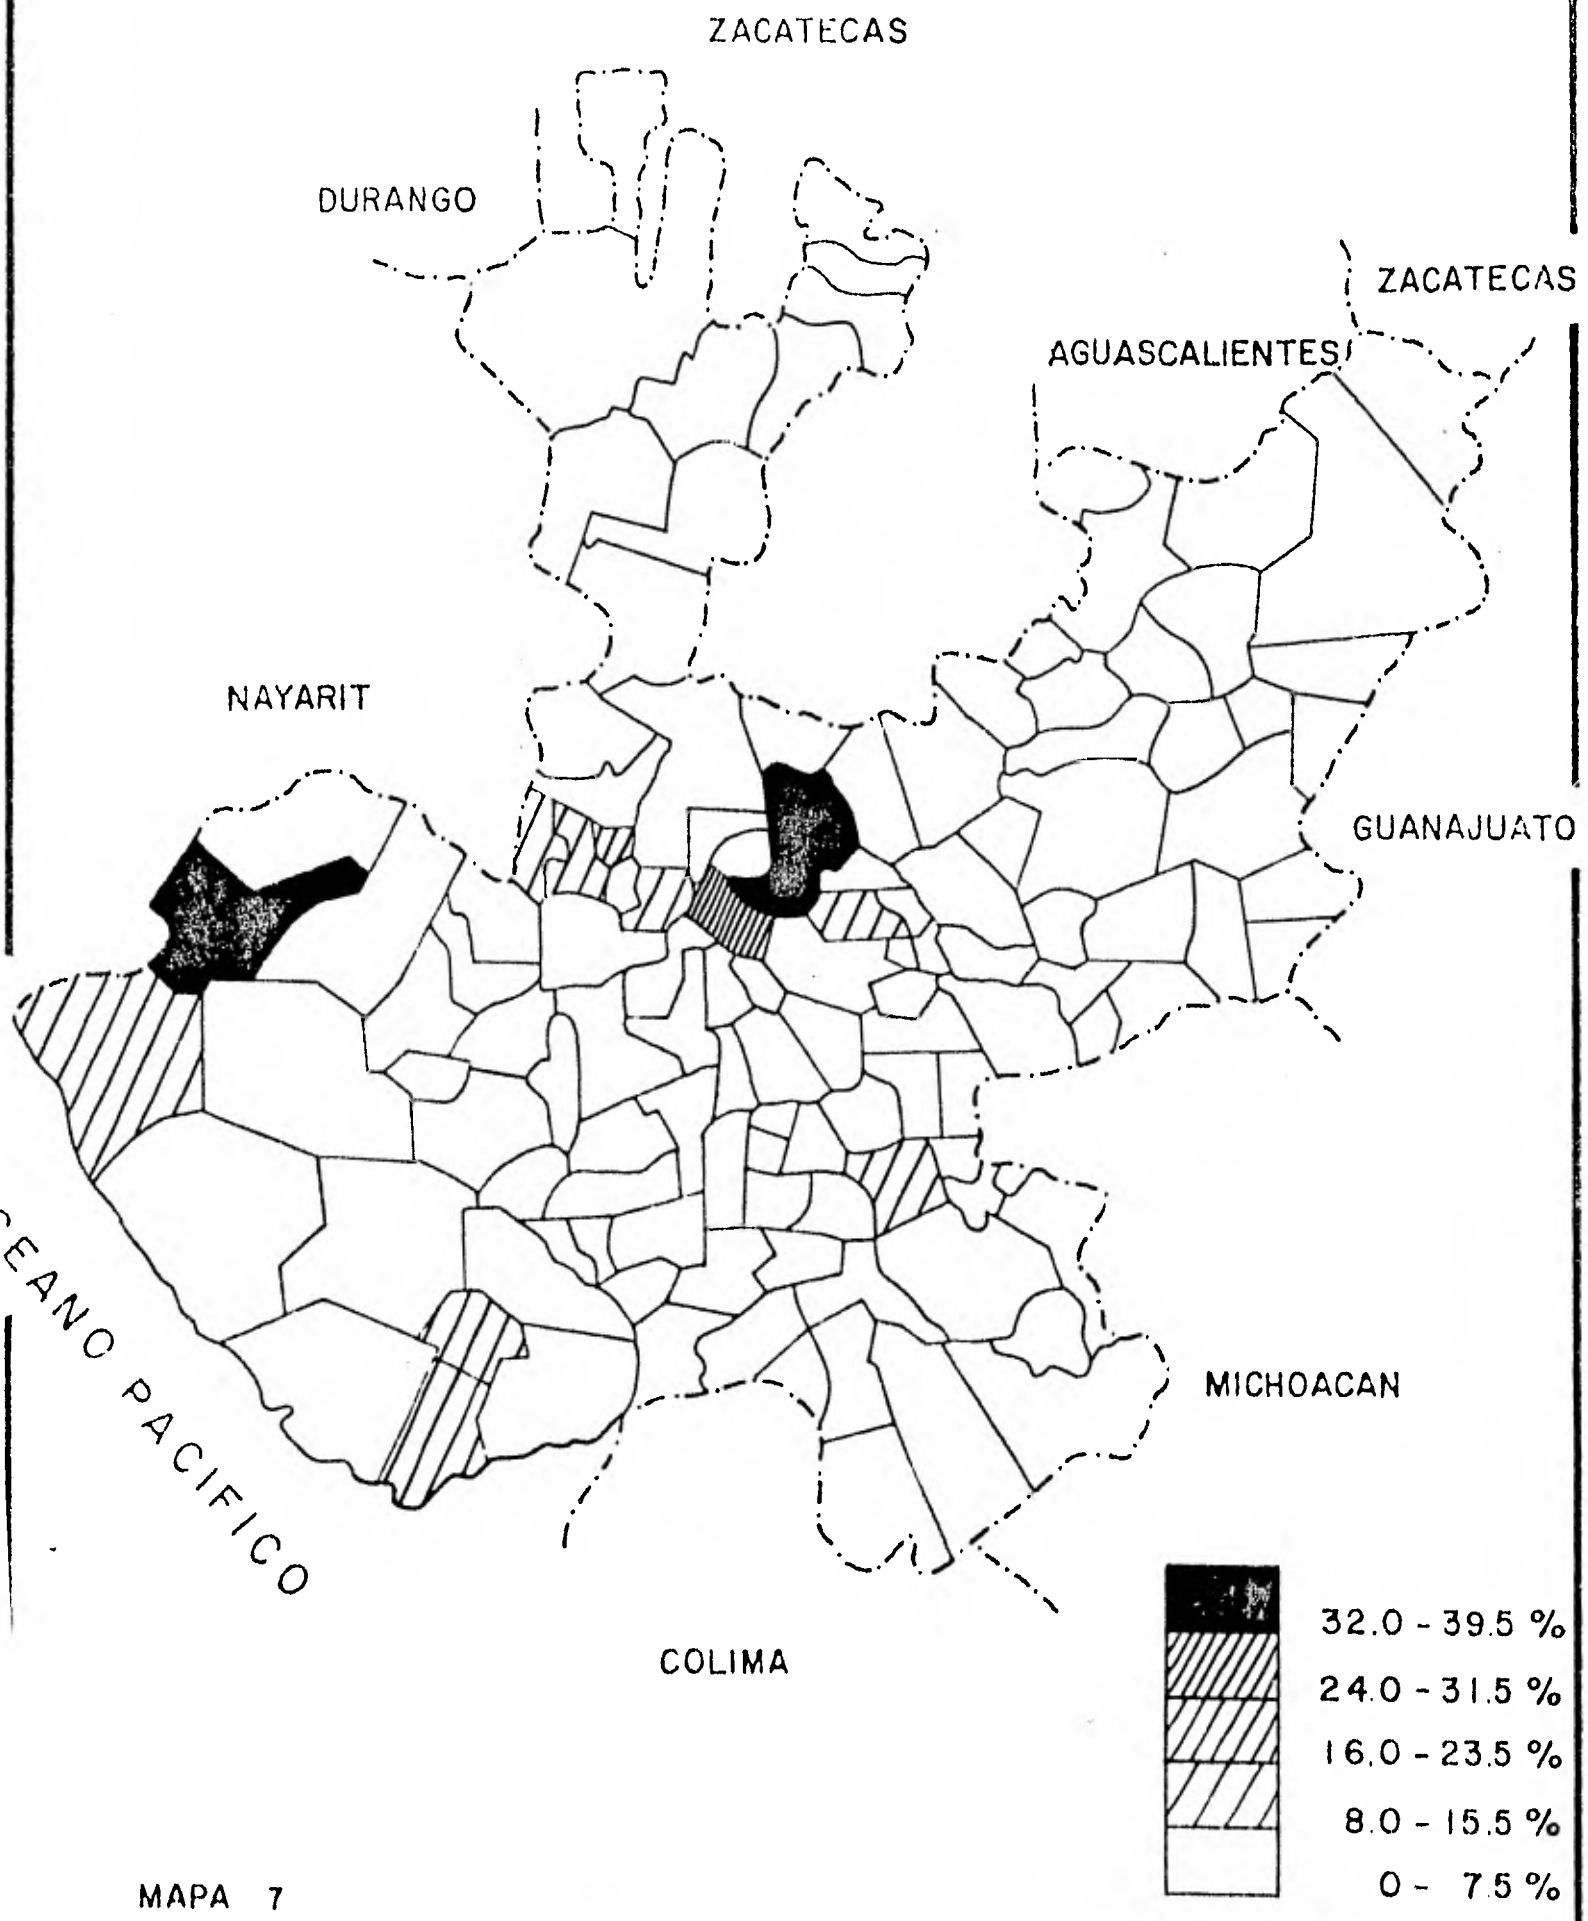 ZACATECAS
DURANGO
ZACATECAS
AGUASCALIENTES
NAYARIT
GUANAJUATO
CEANO PACIFICO
MICHOACAN
COLIMA
32.0 - 39.5 %
24.0 - 31.5 %
16.0 - 23.5 %
8.0 - 15.5 %
0 - 7.5 %
MAPA 7